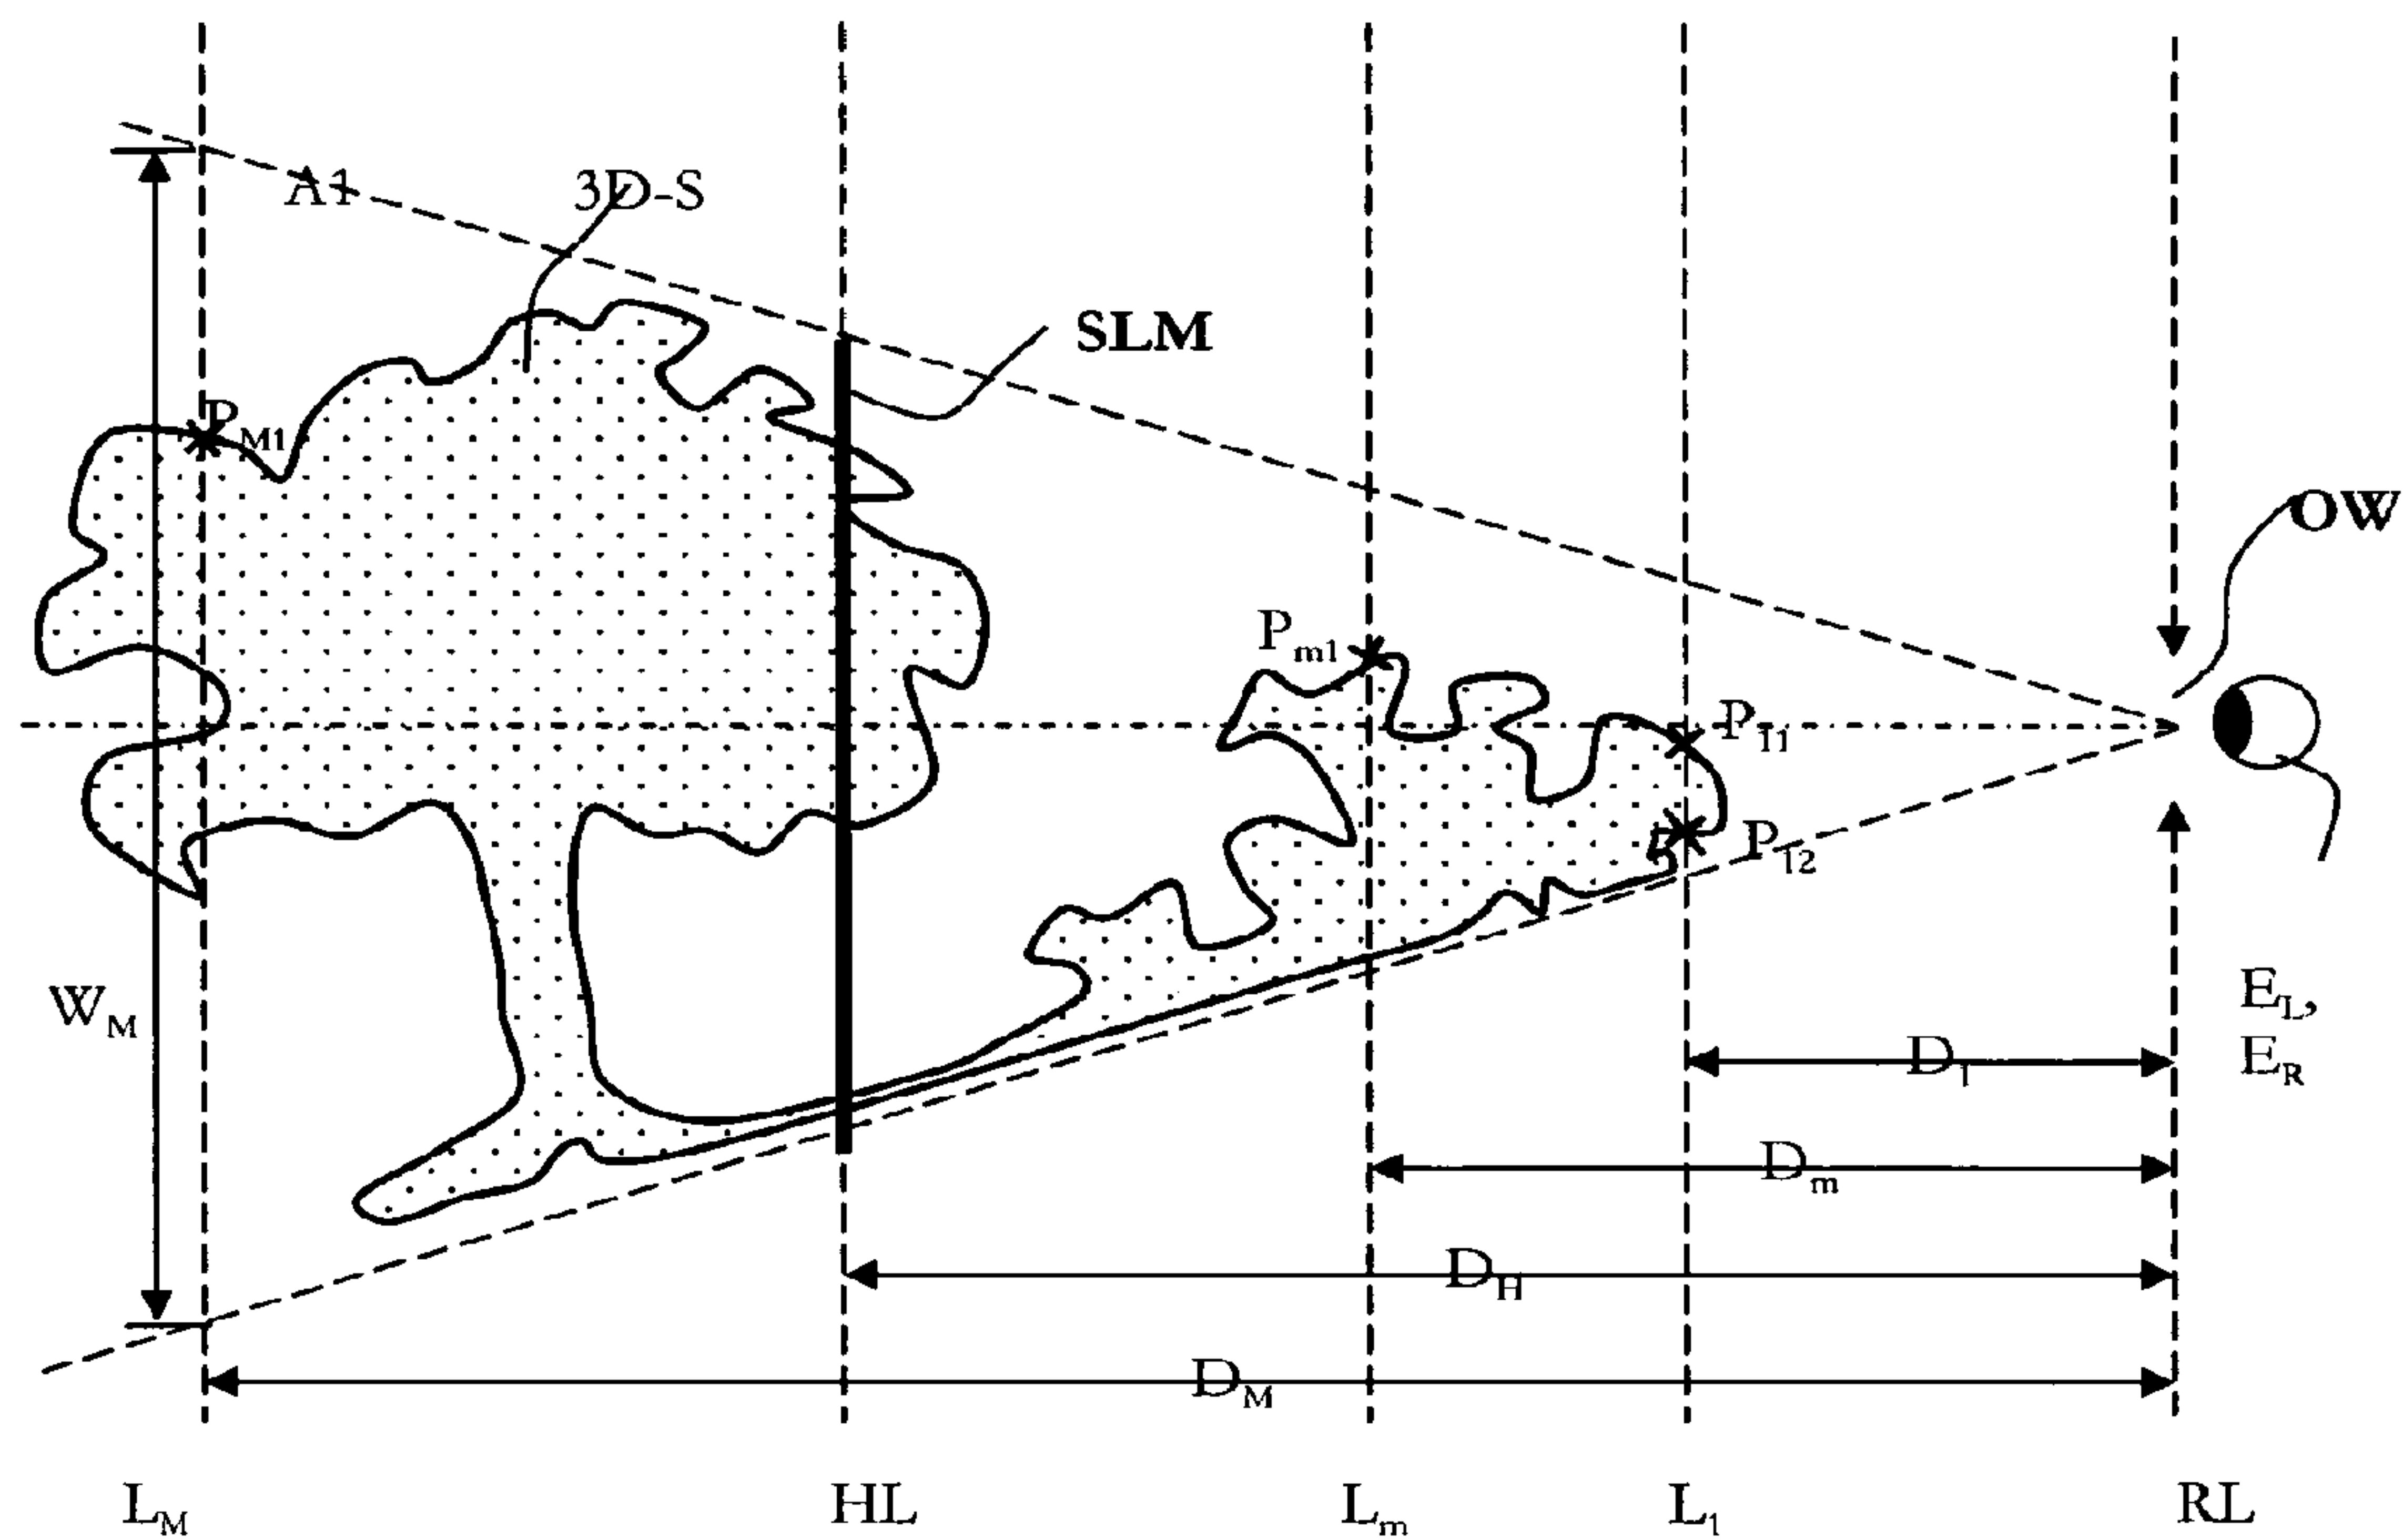 A1
3D-S
SLM
P_M1
OW
P_m1
P_11
P_12
W_M
E_L,
E_R
D_1
D_m
D_H
D_M
L_M HL L_m L_1 RL